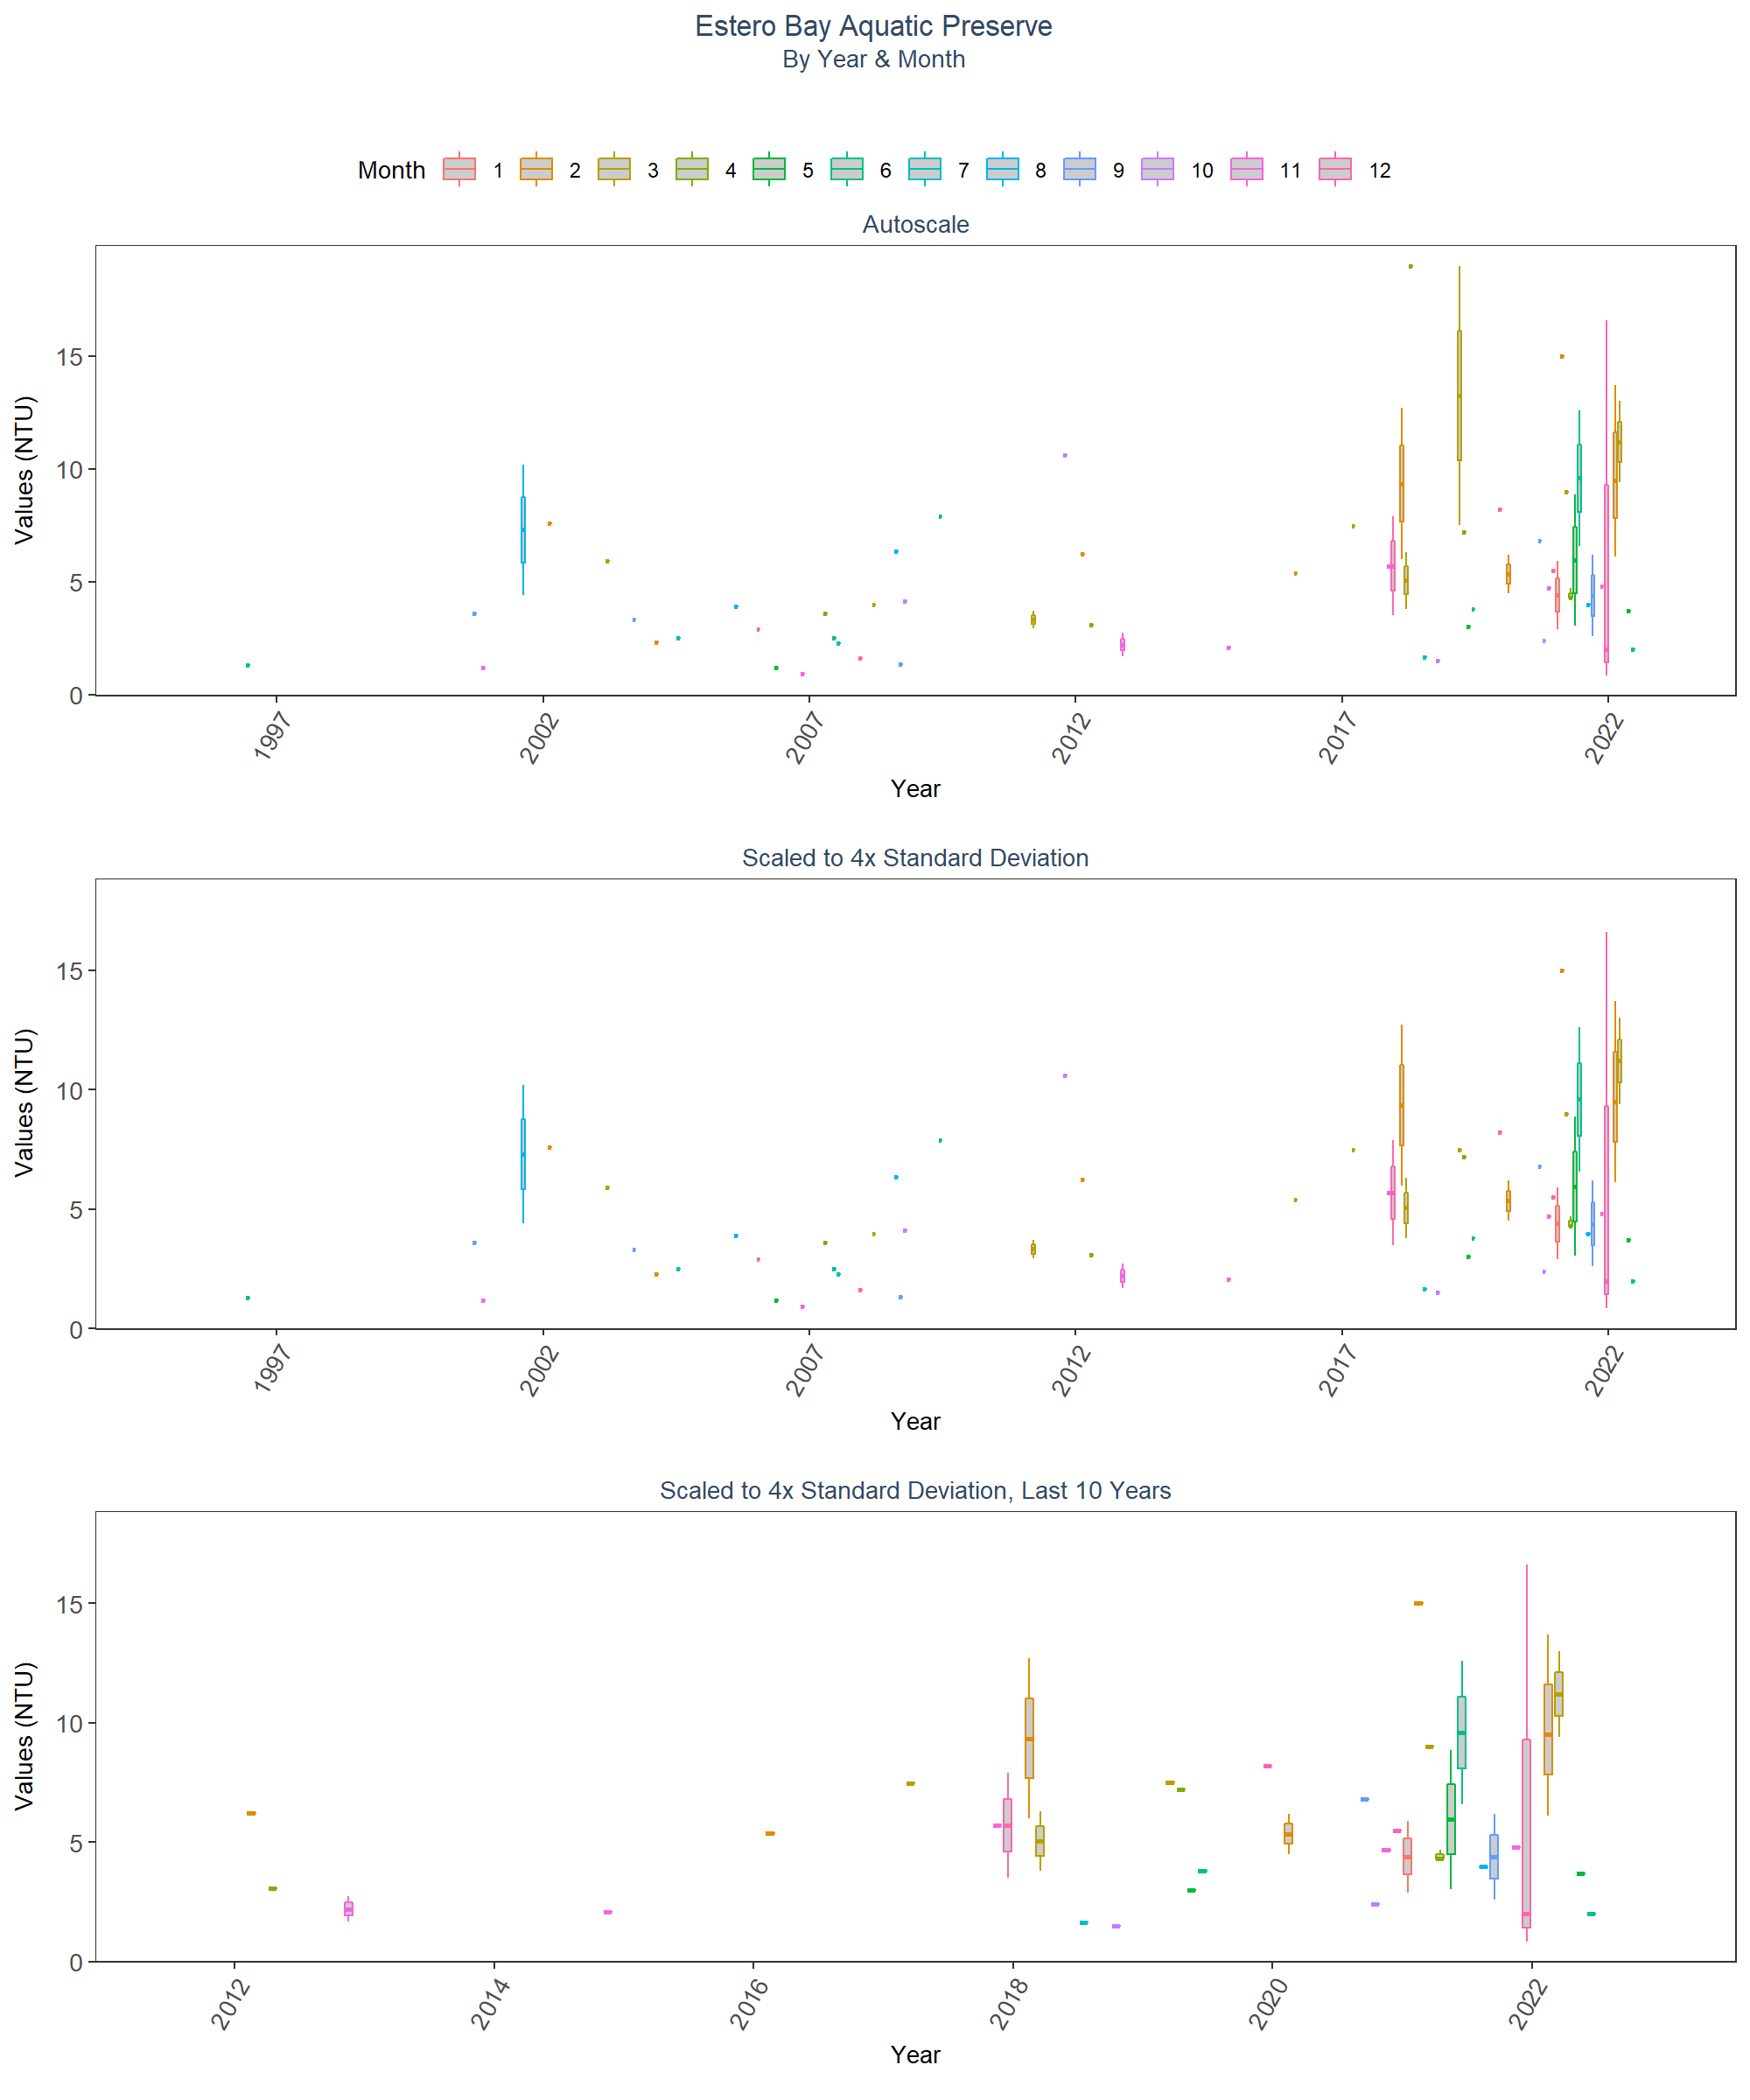 Estero Bay Aquatic Preserve
By Year & Month
Month 1 2 3 4 5 6 7 8 9 10 11 12
Autoscale
Values (NTU)
15
10
5
0
1997 2002 2007 2012 2017 2022
Year
Scaled to 4x Standard Deviation
Values (NTU)
15
10
5
0
1997 2002 2007 2012 2017 2022
Year
Scaled to 4x Standard Deviation, Last 10 Years
Values (NTU)
15
10
5
0
2012 2014 2016 2018 2020 2022
Year